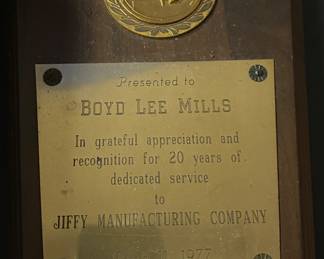 Presented to
BOYD LEE MILLS
In grateful appreciation and
recognition for 20 years of
dedicated service
to
JIFFY MANUFACTURING COMPANY
1977